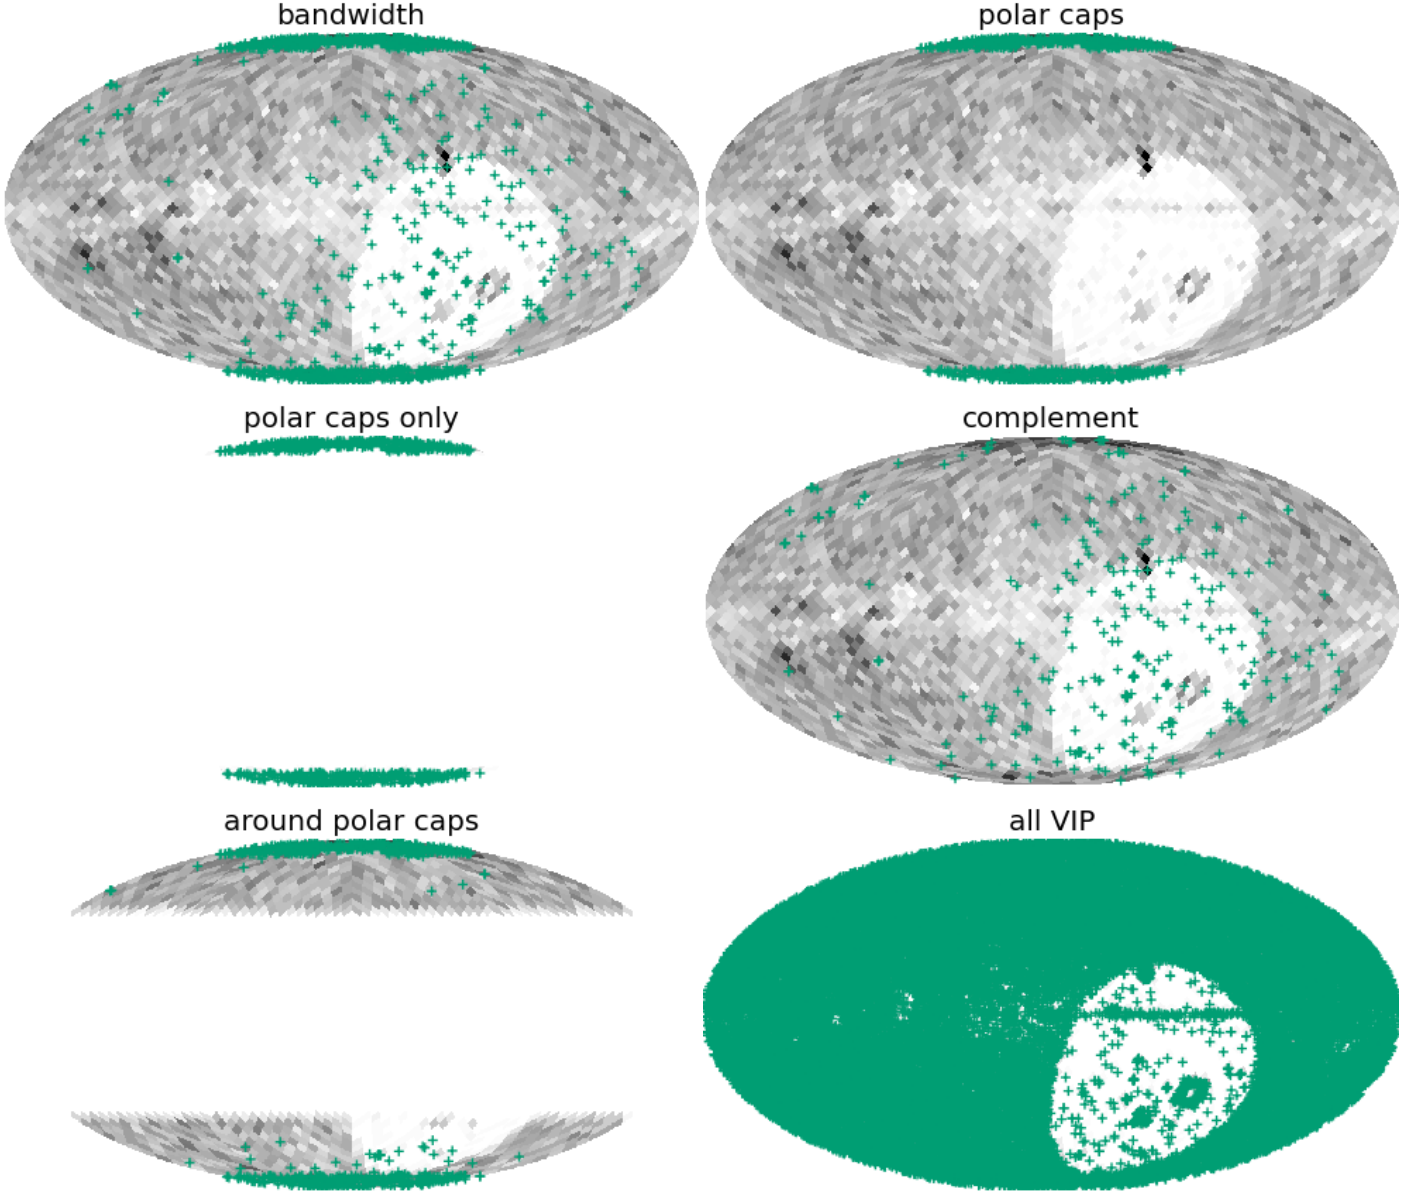 bandwidth
polar caps
polar caps only
complement
around polar caps
all VIP